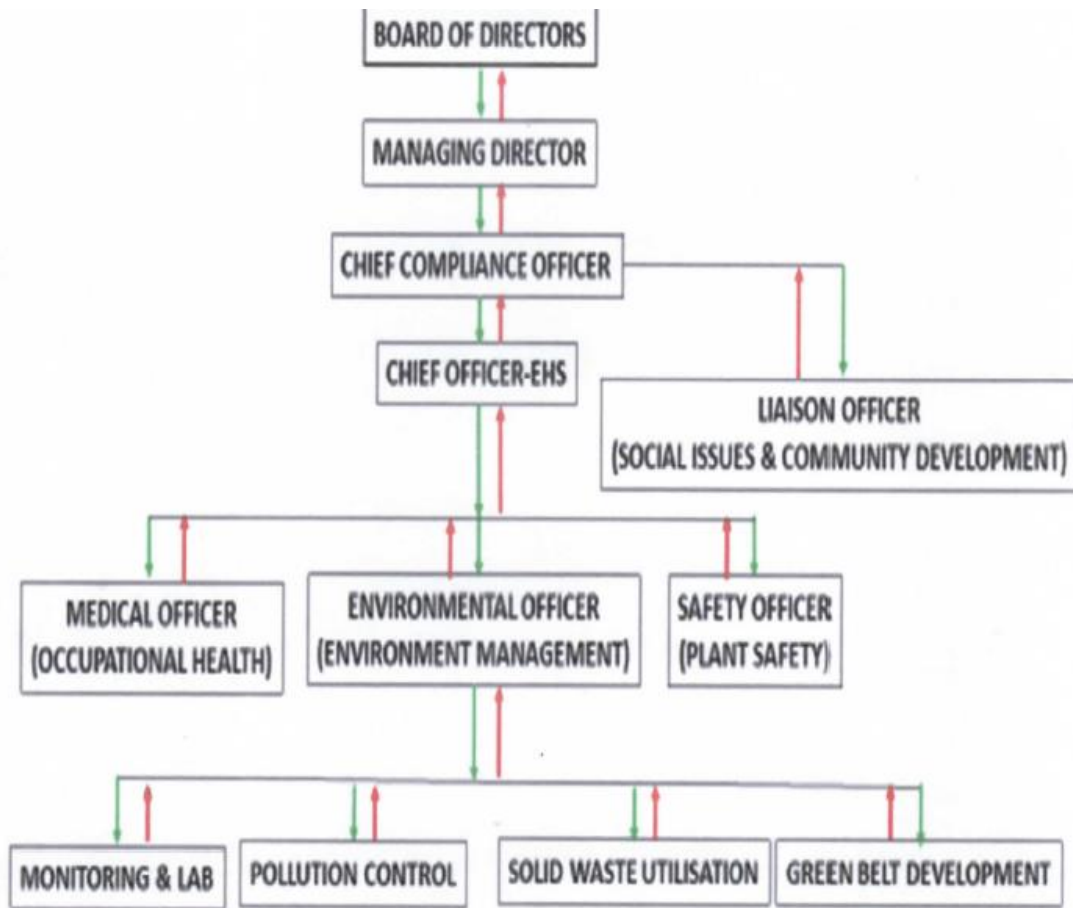 BOARD OF DIRECTORS
MANAGING DIRECTOR
CHIEF COMPLIANCE OFFICER
CHIEF OFFICER-EHS
LIAISON OFFICER
(SOCIAL ISSUES & COMMUNITY DEVELOPMENT)
MEDICAL OFFICER
(OCCUPATIONAL HEALTH)
ENVIRONMENTAL OFFICER
(ENVIRONMENT MANAGEMENT)
SAFETY OFFICER
(PLANT SAFETY)
MONITORING & LAB
POLLUTION CONTROL
SOLID WASTE UTILISATION
GREEN BELT DEVELOPMENT